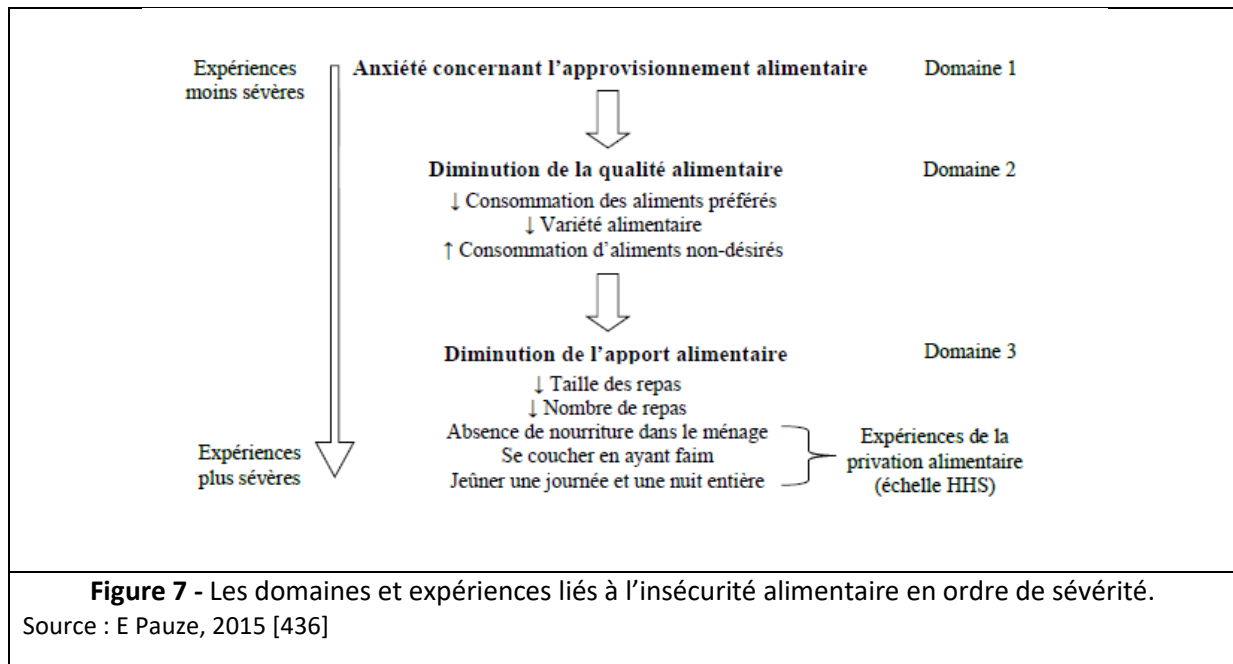 Expériences
moins sévères
Anxiété concernant l'approvisionnement alimentaire
Domaine 1
Diminution de la qualité alimentaire
Domaine 2
↓ Consommation des aliments préférés
↓ Variété alimentaire
↑ Consommation d'aliments non-désirés
Diminution de l'apport alimentaire
Domaine 3
↓ Taille des repas
↓ Nombre de repas
Absence de nourriture dans le ménage
Se coucher en ayant faim
Jeûner une journée et une nuit entière
Expériences de la
privation alimentaire
(échelle HHS)
Expériences
plus sévères
Figure 7 - Les domaines et expériences liés à l'insécurité alimentaire en ordre de sévérité.
Source : E Pauze, 2015 [436]